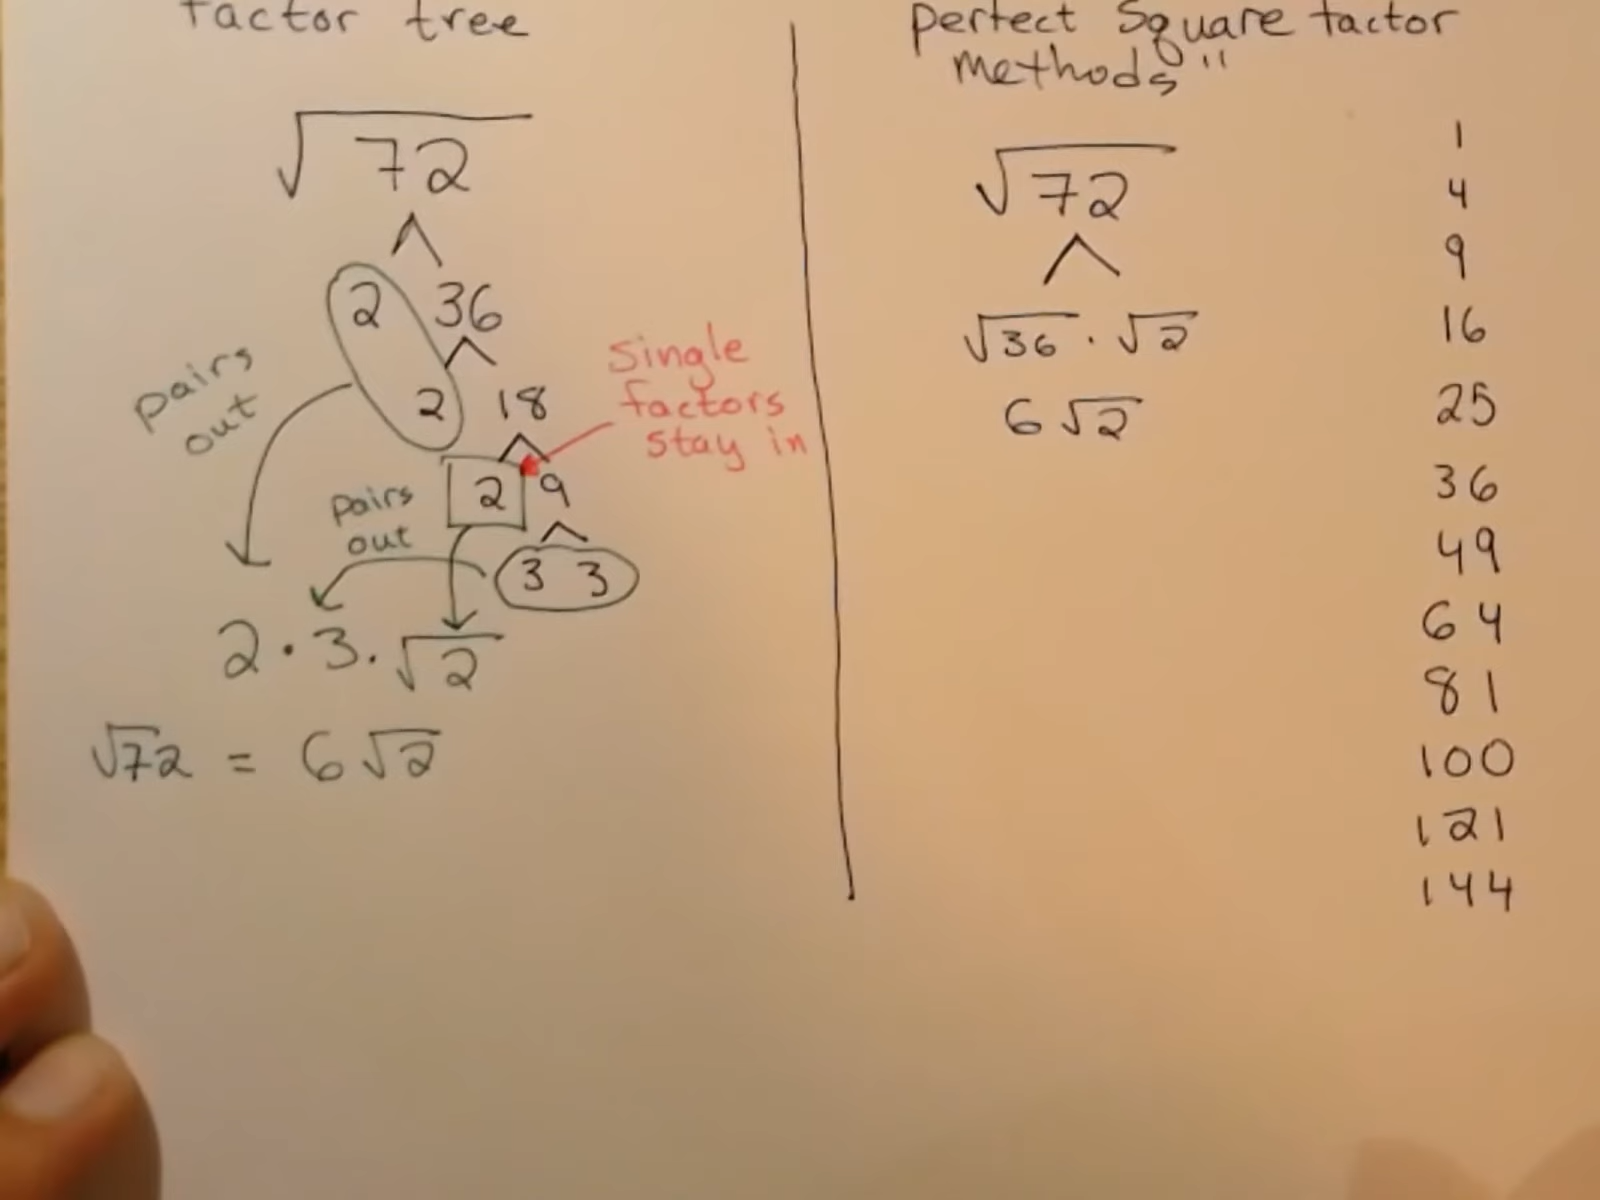 factor tree
√72
2 36
2 18
2 9
3 3
pairs
out
pairs
out
single
factors
stay in
2 · 3 · √2
√72 = 6√2
perfect square factor
methods"
√72
√36 · √2
6√2
1
4
9
16
25
36
49
64
81
100
121
144